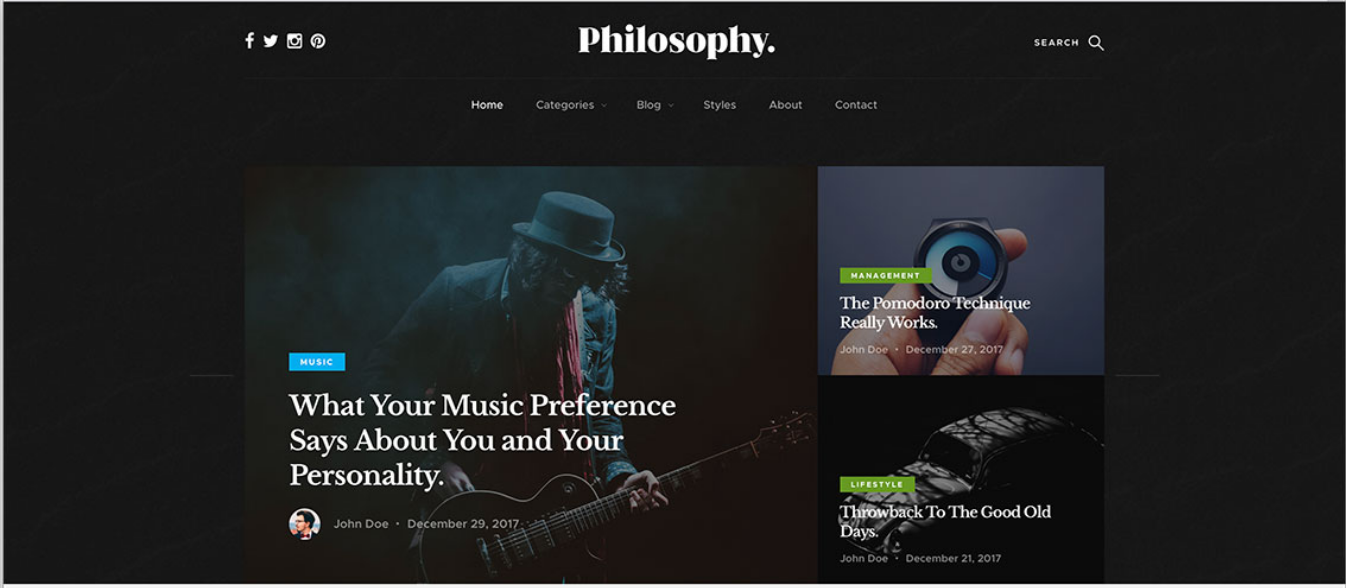 Philosophy.
SEARCH
Home Categories Blog Styles About Contact
MUSIC
What Your Music Preference
Says About You and Your
Personality.
John Doe • December 29, 2017
MANAGEMENT
The Pomodoro Technique
Really Works.
John Doe • December 27, 2017
LIFESTYLE
Throwback To The Good Old
Days.
John Doe • December 21, 2017